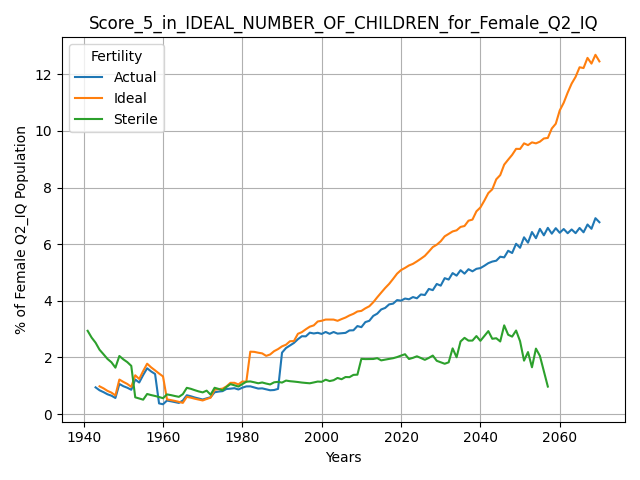 Score_5_in_IDEAL_NUMBER_OF_CHILDREN_for_Female_Q2_IQ
Fertility
Actual
Ideal
Sterile
% of Female Q2_IQ Population
12
10
8
6
4
2
0
1940
1960
1980
2000
2020
2040
2060
Years